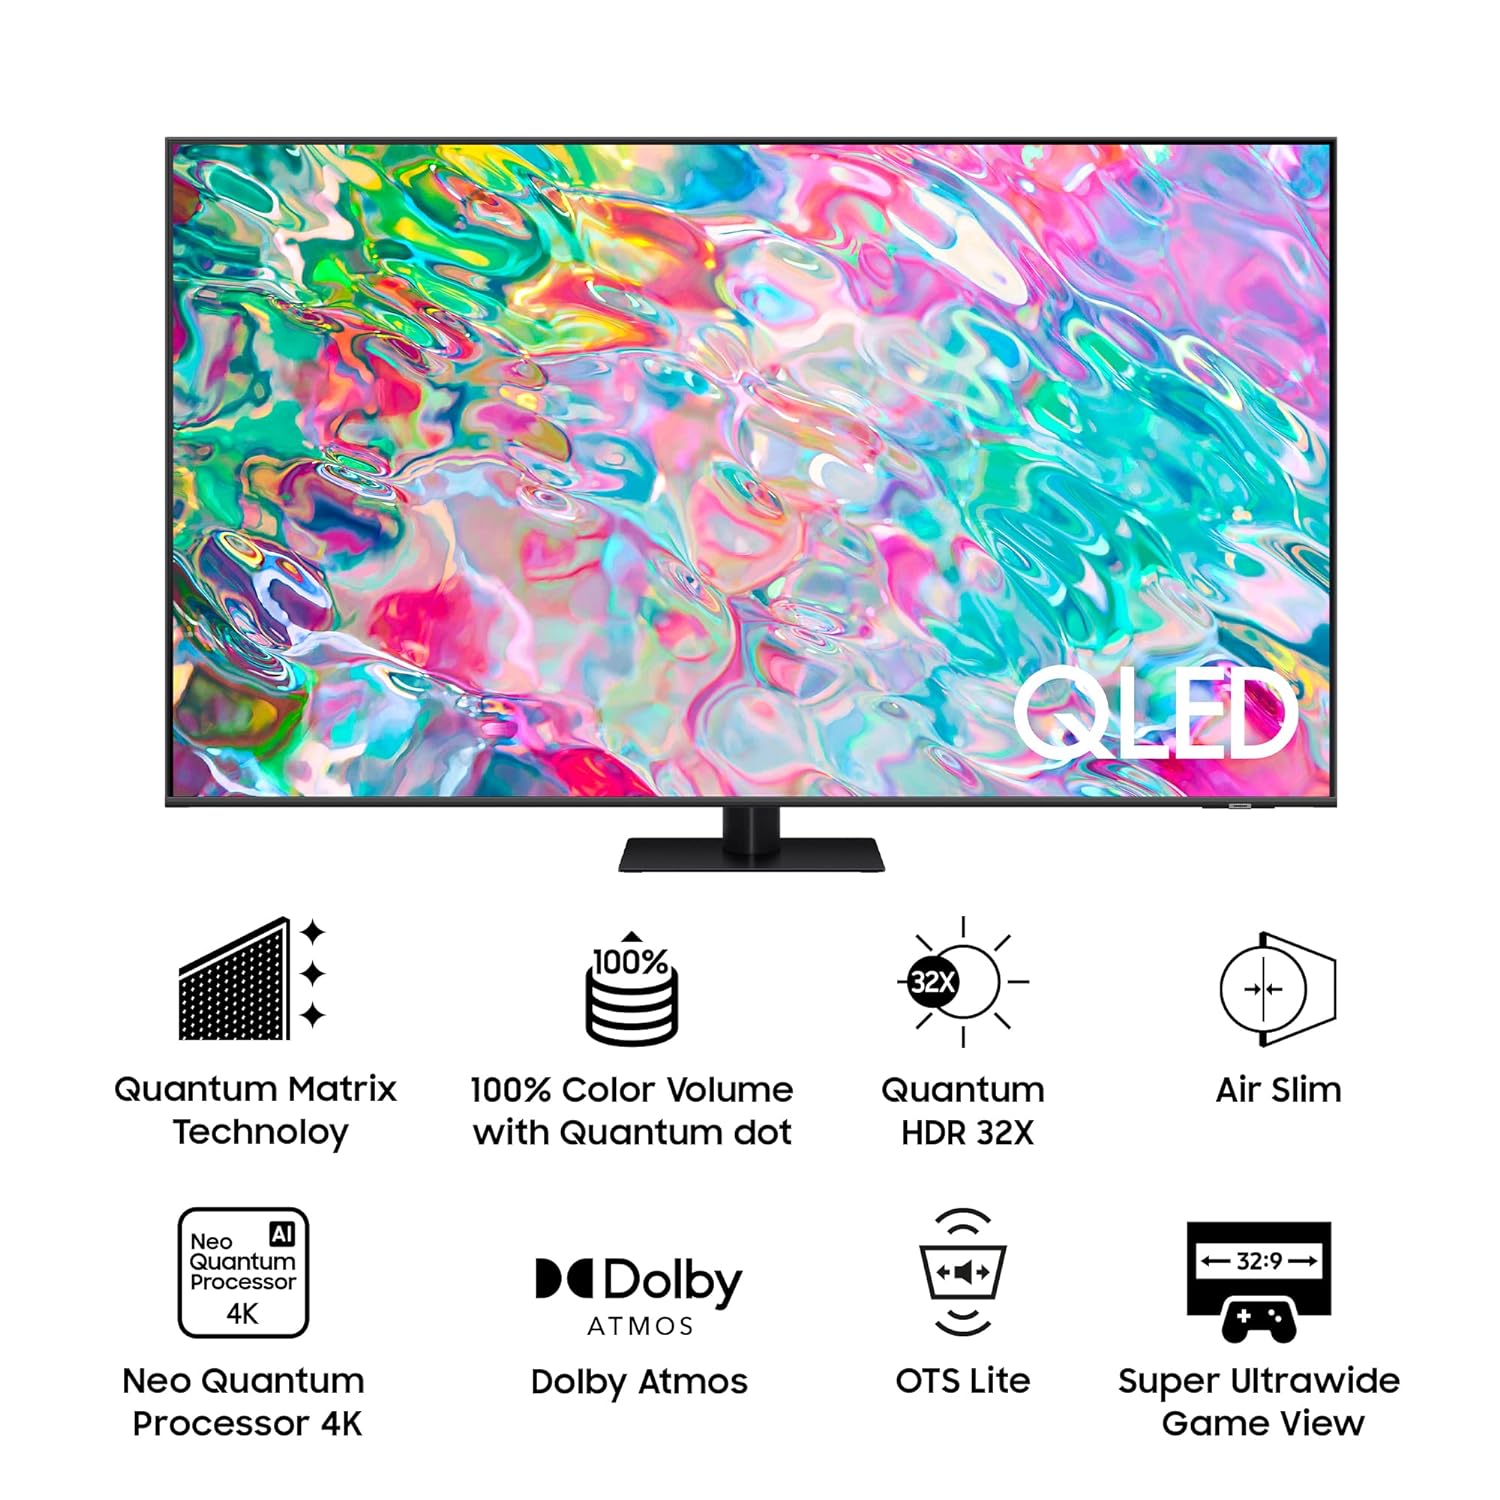 QLED
100%
32X
Quantum Matrix
Technoloy
100% Color Volume
with Quantum dot
Quantum
HDR 32X
Air Slim
AI
Neo
Quantum
Processor
4K
Dolby
ATMOS
32:9
Neo Quantum
Processor 4K
Dolby Atmos
OTS Lite
Super Ultrawide
Game View